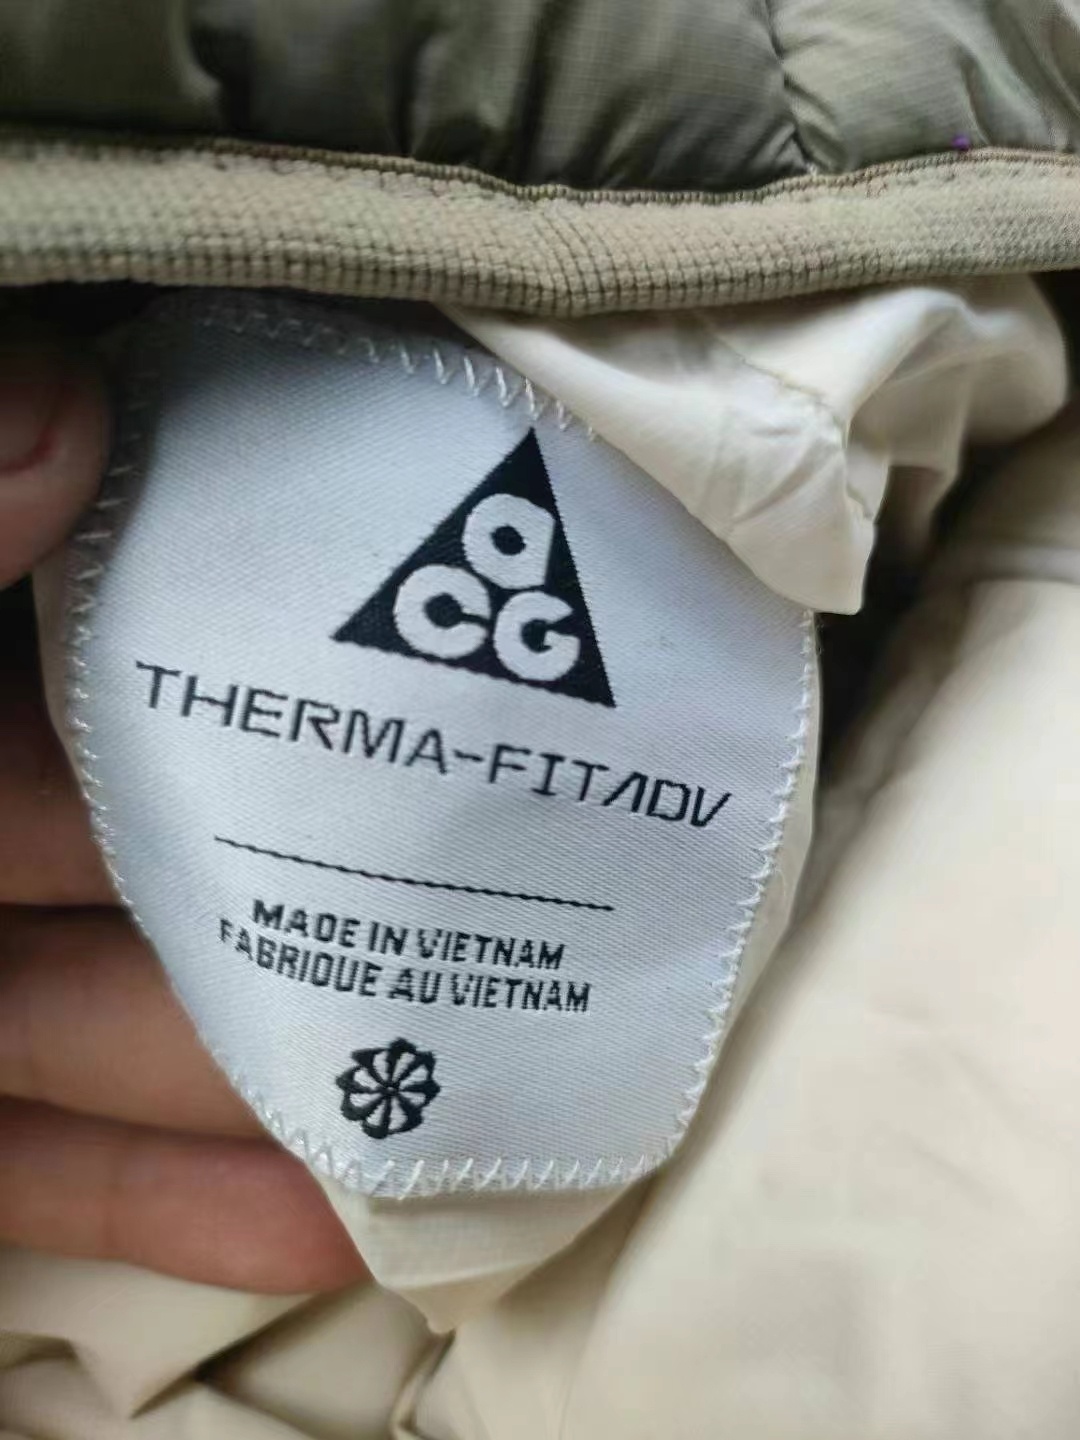 aCG
THERMA-FITADV
MADE IN VIETNAM
FABRIQUE AU VIETNAM